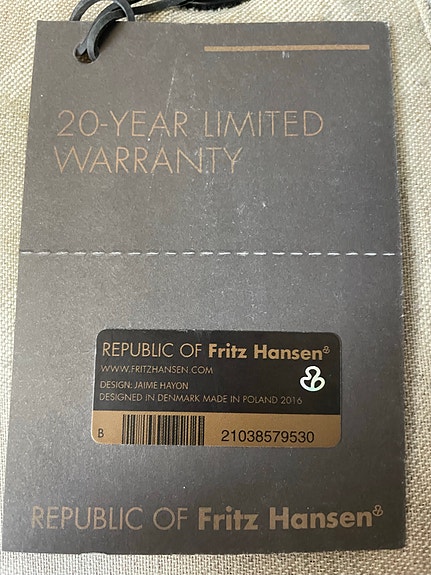 20-YEAR LIMITED
WARRANTY
REPUBLIC OF Fritz Hansen
WWW.FRITZHANSEN.COM
DESIGN: JAIME HAYON
DESIGNED IN DENMARK MADE IN POLAND 2016
B 21038579530
REPUBLIC OF Fritz Hansen